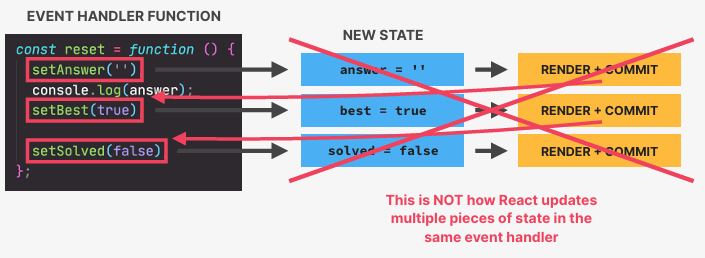 EVENT HANDLER FUNCTION
NEW STATE
const reset = function () {
setAnswer('')
console.log(answer);
setBest(true)
setSolved(false)
};
answer = ''
RENDER + COMMIT
best = true
RENDER + COMMIT
solved = false
RENDER + COMMIT
This is NOT how React updates
multiple pieces of state in the
same event handler